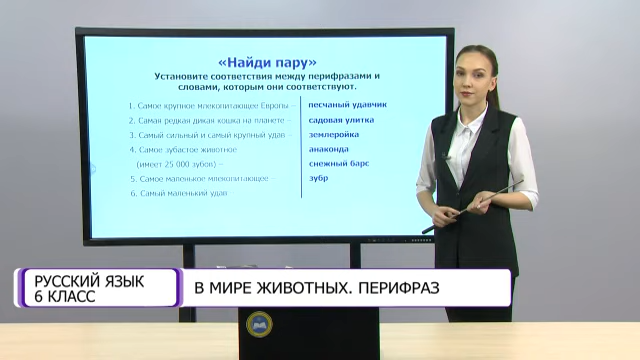 «Найди пару»
Установите соответствия между перифразами и
словами, которым они соответствуют.
1. Самое крупное млекопитающее Европы –
2. Самая редкая дикая кошка на планете –
3. Самый сильный и самый крупный удав –
4. Самое зубастое животное
(имеет 25 000 зубов) –
5. Самое маленькое млекопитающее –
6. Самый маленький удав
песчаный удавчик
садовая улитка
землеройка
анаконда
снежный барс
зубр
РУССКИЙ ЯЗЫК
6 КЛАСС
В МИРЕ ЖИВОТНЫХ. ПЕРИФРАЗ